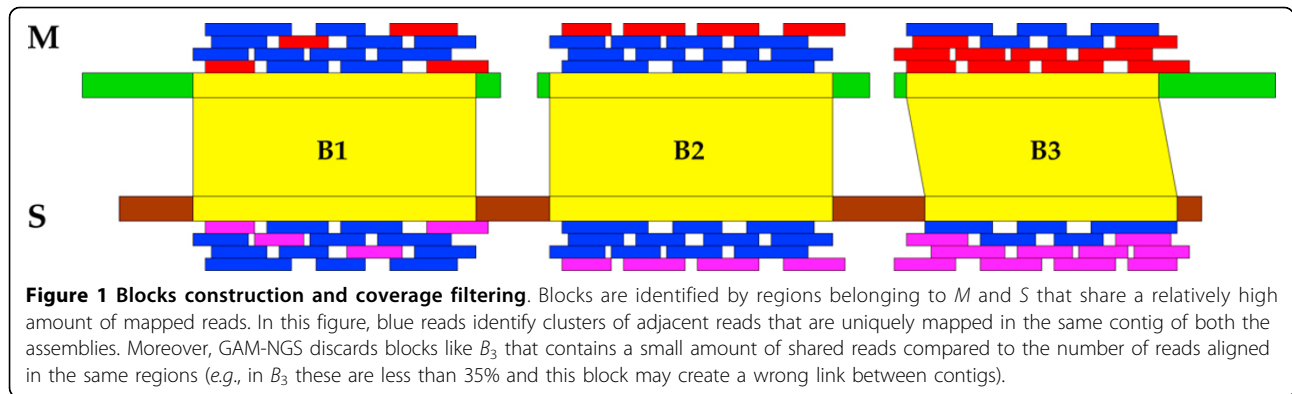 M
B1
B2
B3
S
Figure 1 Blocks construction and coverage filtering. Blocks are identified by regions belonging to M and S that share a relatively high
amount of mapped reads. In this figure, blue reads identify clusters of adjacent reads that are uniquely mapped in the same contig of both the
assemblies. Moreover, GAM-NGS discards blocks like B3 that contains a small amount of shared reads compared to the number of reads aligned
in the same regions (e.g., in B3 these are less than 35% and this block may create a wrong link between contigs).